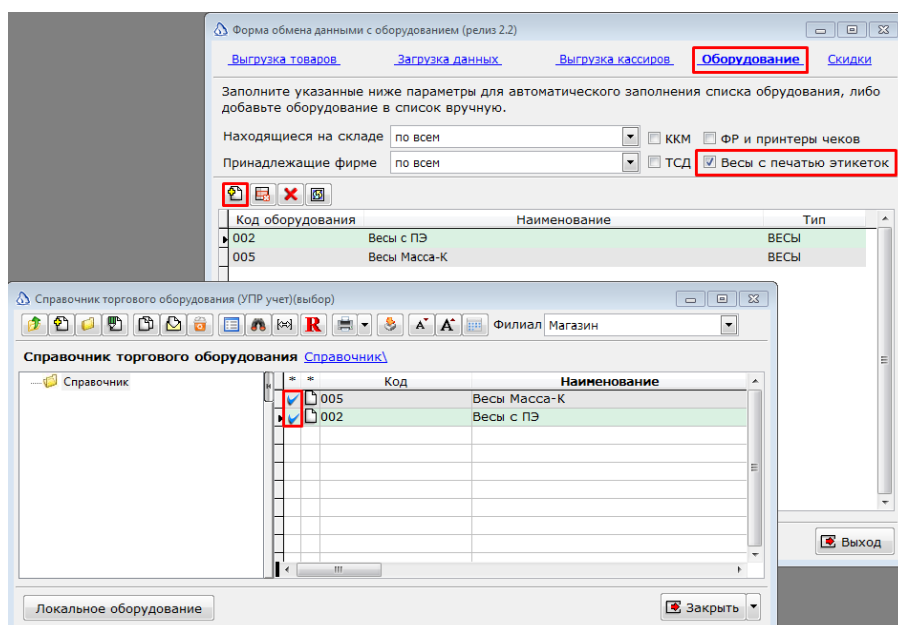 Форма обмена данными с оборудованием (релиз 2.2)
Выгрузка товаров Загрузка данных Выгрузка кассиров Оборудование Скидки
Заполните указанные ниже параметры для автоматического заполнения списка обрудования, либо
добавьте оборудование в список вручную.
Находящиеся на складе по всем ККМ ФР и принтеры чеков
Принадлежащие фирме по всем ТСД Весы с печатью этикеток
Код оборудования Наименование Тип
002 Весы с ПЭ ВЕСЫ
005 Весы Масса-К ВЕСЫ
Справочник торгового оборудования (УПР учет)(выбор)
R A A Филиал Магазин
Справочник торгового оборудования Справочник\
Справочник
* * Код Наименование
005 Весы Масса-К
002 Весы с ПЭ
Выход
Локальное оборудование Закрыть